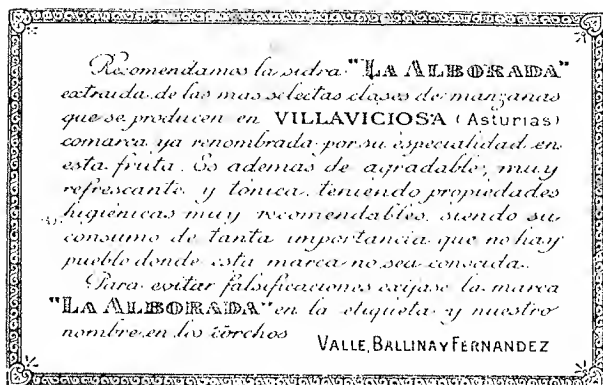 Recomendamos la sidra "LA ALBORADA"
extraida de las mas selectas clases de manzanas
que se producen en VILLAVICIOSA (Asturias)
comarca ya renombrada por su especialidad en
esta fruta. Es ademas de agradable, muy
refrescante y tónica, teniendo propiedades
higiénicas muy recomendables, siendo su
consumo de tanta importancia que no hay
pueblo donde esta marca no sea conocida.
Para evitar falsificaciones exijase la marca
"LA ALBORADA" en la etiqueta y nuestro
nombre en los corchos
VALLE, BALLINA Y FERNANDEZ